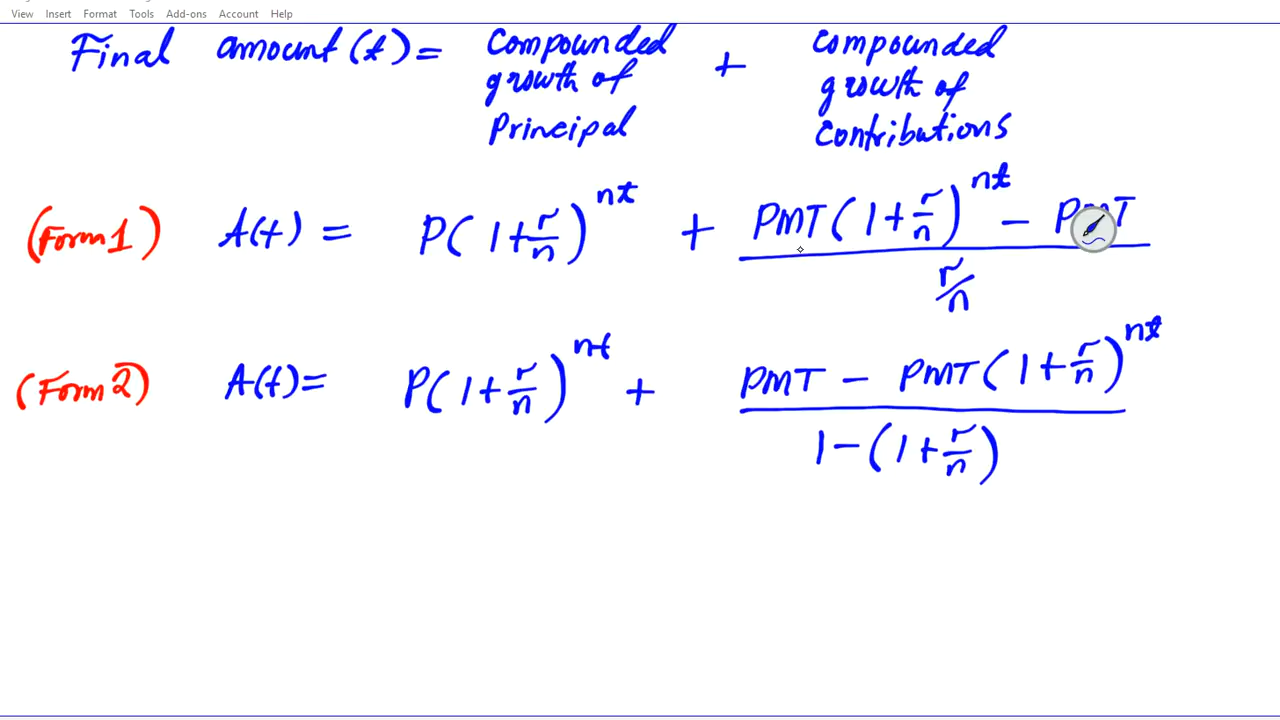 View Insert Format Tools Add-ons Account Help
Final amount(t) = Compounded growth of Principal + Compounded growth of Contributions
(Form 1) A(t) = P(1+r/n)^nt + (PMT(1+r/n)^nt − PMT)/(r/n)
(Form 2) A(t) = P(1+r/n)^nt + (PMT − PMT(1+r/n)^nt)/(1−(1+r/n))